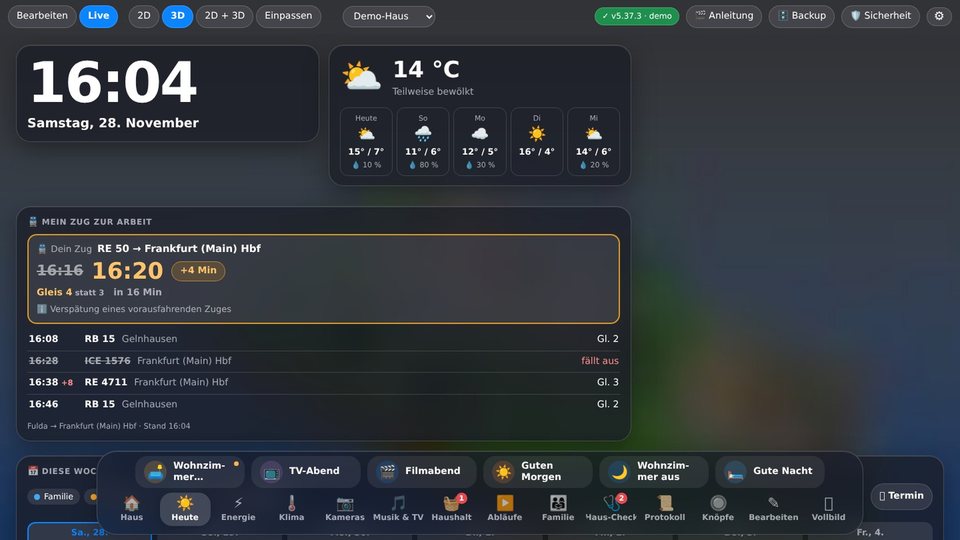 Bearbeiten Live 2D 3D 2D + 3D Einpassen Demo-Haus ✓ v5.37.3 · demo Anleitung Backup Sicherheit
16:04
Samstag, 28. November
14 °C
Teilweise bewölkt
Heute So Mo Di Mi
15° / 7° 11° / 6° 12° / 5° 16° / 4° 14° / 6°
10 % 80 % 30 % 20 %
MEIN ZUG ZUR ARBEIT
Dein Zug RE 50 → Frankfurt (Main) Hbf
16:16 16:20 +4 Min
Gleis 4 statt 3 in 16 Min
Verspätung eines vorausfahrenden Zuges
16:08 RB 15 Gelnhausen Gl. 2
16:28 ICE 1576 Frankfurt (Main) Hbf fällt aus
16:38 +8 RE 4711 Frankfurt (Main) Hbf Gl. 3
16:46 RB 15 Gelnhausen Gl. 2
Fulda → Frankfurt (Main) Hbf · Stand 16:04
DIESE WOC
Familie Termin
Wohnzim-
mer...
TV-Abend
Filmabend
Guten
Morgen
Wohnzim-
mer aus
Gute Nacht
1 2
Haus Heute Energie Klima Kameras Musik & TV Haushalt Abläufe Familie Haus-Check Protokoll Knöpfe Bearbeiten Vollbild
Sa., 28. Fr., 4.